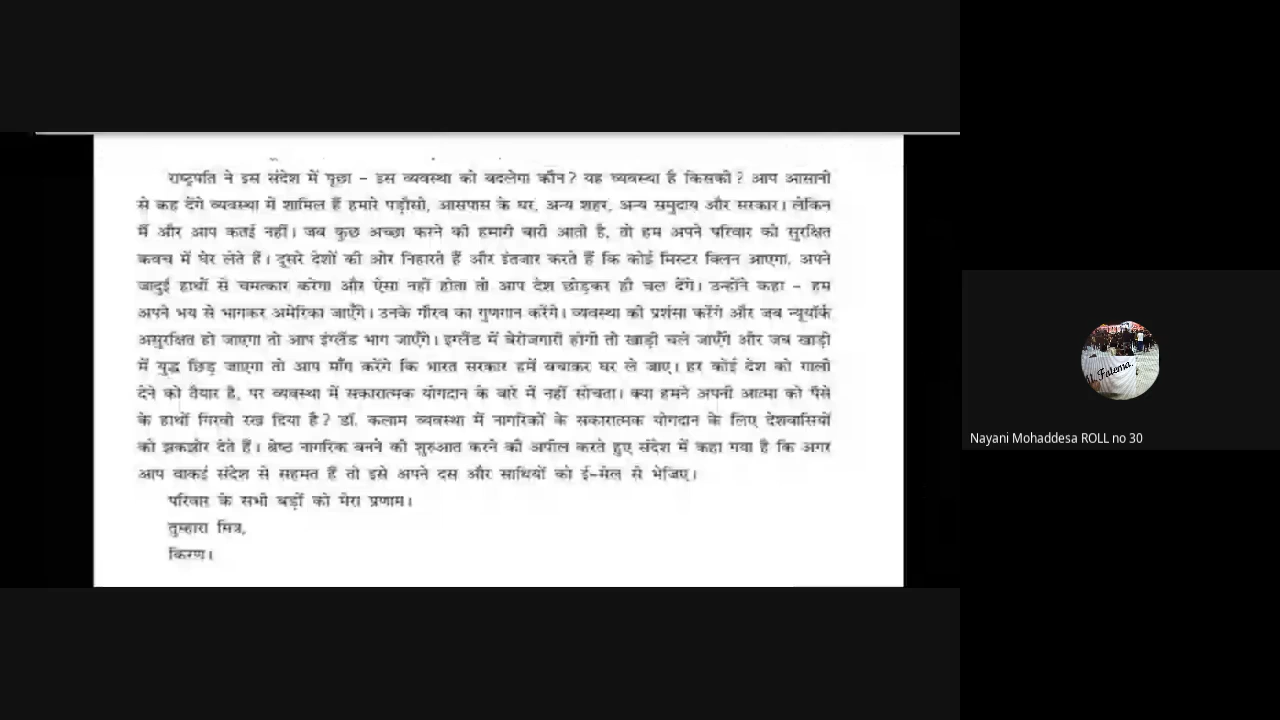 राष्ट्रपति ने इस संदेश में पूछा – इस व्यवस्था को बदलेगा कौन? यह व्यवस्था है किसकी? आप आसानी
से कह देंगे व्यवस्था में शामिल हैं हमारे पड़ौसी, आसपास के घर, अन्य शहर, अन्य समुदाय और सरकार। लेकिन
मैं और आप कतई नहीं। जब कुछ अच्छा करने की हमारी बारी आती है, तो हम अपने परिवार को सुरक्षित
कवच में घेर लेते हैं। दूसरे देशों की ओर निहारते हैं और इंतजार करते हैं कि कोई मिस्टर क्लिन आएगा, अपने
जादुई हाथों से चमत्कार करेगा और ऐसा नहीं होता तो आप देश छोड़कर ही चल देंगे। उन्होंने कहा – हम
अपने भय से भागकर अमेरिका जाएँगे। उनके गौरव का गुणगान करेंगे। व्यवस्था की प्रशंसा करेंगे और जब न्यूयॉर्क
असुरक्षित हो जाएगा तो आप इंग्लैंड भाग जाएँगे। इंग्लैंड में बेरोजगारी होगी तो खाड़ी चले जाएँगे और जब खाड़ी
में युद्ध छिड़ जाएगा तो आप माँग करेंगे कि भारत सरकार हमें बचाकर घर ले जाए। हर कोई देश को गाली
देने को तैयार है, पर व्यवस्था में सकारात्मक योगदान के बारे में नहीं सोचता। क्या हमने अपनी आत्मा को पैसे
के हाथों गिरवी रख दिया है? डॉ. कलाम व्यवस्था में नागरिकों के सकारात्मक योगदान के लिए देशवासियों
को झकझोर देते हैं। श्रेष्ठ नागरिक बनने की शुरुआत करने की अपील करते हुए संदेश में कहा गया है कि अगर
आप वाकई संदेश से सहमत हैं तो इसे अपने दस और साथियों को ई-मेल से भेजिए।
परिवार के सभी बड़ों को मेरा प्रणाम।
तुम्हारा मित्र,
किरण।
M. Fatema.
Nayani Mohaddesa ROLL no 30